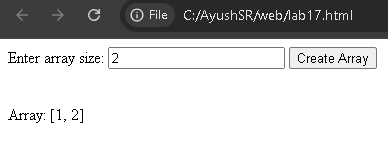 File C:/AyushSR/web/lab17.html
Enter array size: 2 Create Array
Array: [1, 2]